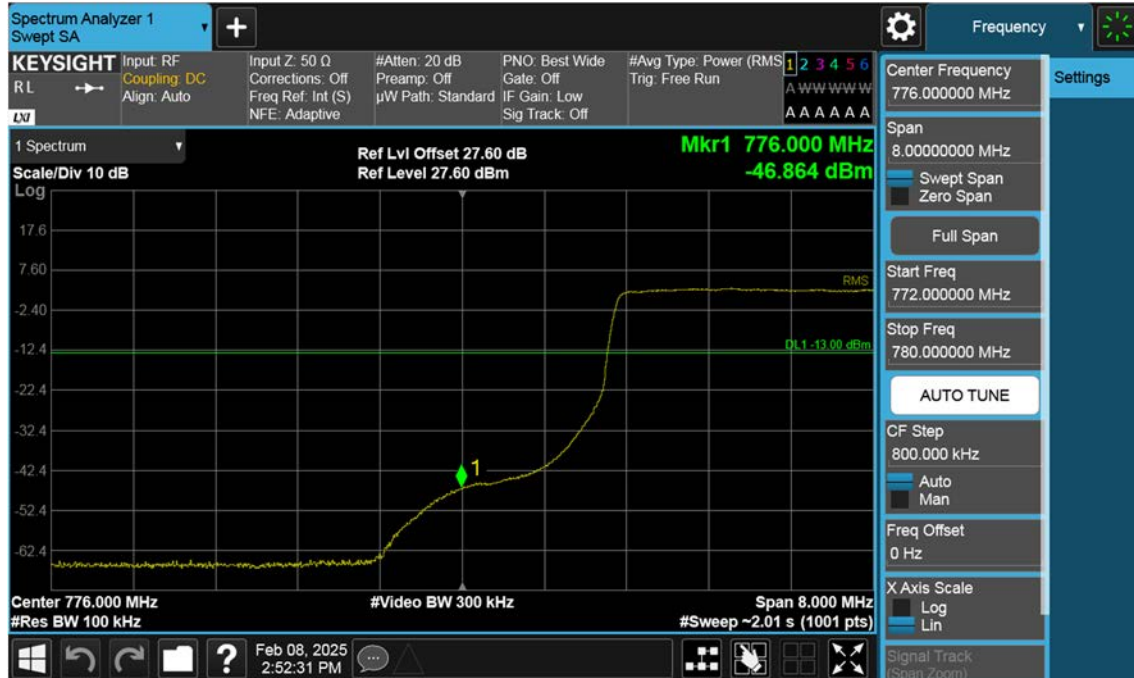 Spectrum Analyzer 1
Swept SA
Frequency
KEYSIGHT
R L
LXI
Input: RF
Coupling: DC
Align: Auto
Input Z: 50 Ω
Corrections: Off
Freq Ref: Int (S)
NFE: Adaptive
#Atten: 20 dB
Preamp: Off
µW Path: Standard
PNO: Best Wide
Gate: Off
IF Gain: Low
Sig Track: Off
#Avg Type: Power (RMS
Trig: Free Run
1 2 3 4 5 6
A W W W W W
A A A A A A
1 Spectrum
Scale/Div 10 dB
Log
Ref Lvl Offset 27.60 dB
Ref Level 27.60 dBm
Mkr1 776.000 MHz
-46.864 dBm
17.6
7.60
-2.40
-12.4
-22.4
-32.4
-42.4
-52.4
-62.4
RMS
DL1 -13.00 dBm
1
Center 776.000 MHz
#Res BW 100 kHz
#Video BW 300 kHz
Span 8.000 MHz
#Sweep ~2.01 s (1001 pts)
?
Feb 08, 2025
2:52:31 PM
Center Frequency
776.000000 MHz
Span
8.00000000 MHz
Swept Span
Zero Span
Full Span
Start Freq
772.000000 MHz
Stop Freq
780.000000 MHz
AUTO TUNE
CF Step
800.000 kHz
Auto
Man
Freq Offset
0 Hz
X Axis Scale
Log
Lin
Signal Track
(Span Zoom)
Settings